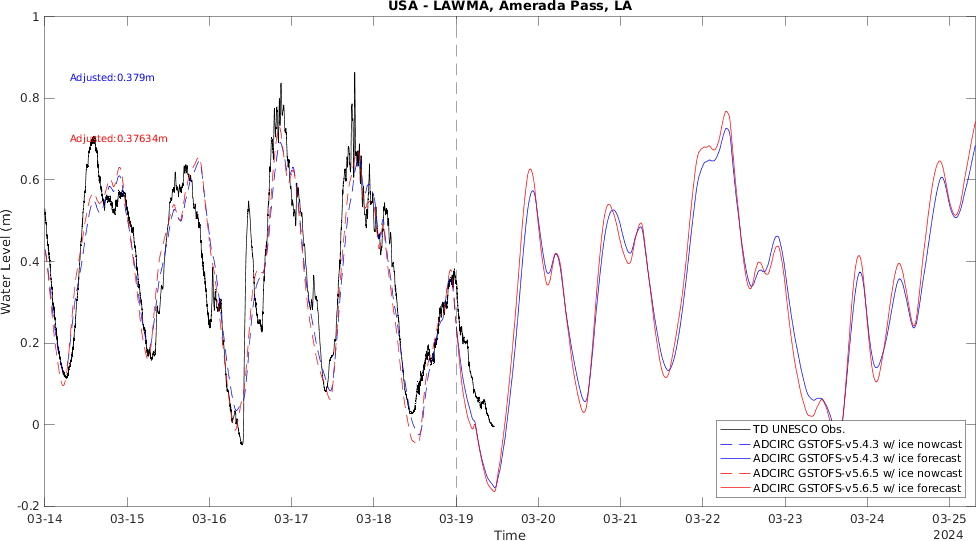 USA - LAWMA, Amerada Pass, LA
1
Adjusted:0.379m
0.8
Adjusted:0.37634m
0.6
Water Level (m)
0.4
0.2
0
TD UNESCO Obs.
ADCIRC GSTOFS-v5.4.3 w/ ice nowcast
ADCIRC GSTOFS-v5.4.3 w/ ice forecast
ADCIRC GSTOFS-v5.6.5 w/ ice nowcast
ADCIRC GSTOFS-v5.6.5 w/ ice forecast
-0.2
03-14 03-15 03-16 03-17 03-18 03-19 03-20 03-21 03-22 03-23 03-24 03-25
Time 2024